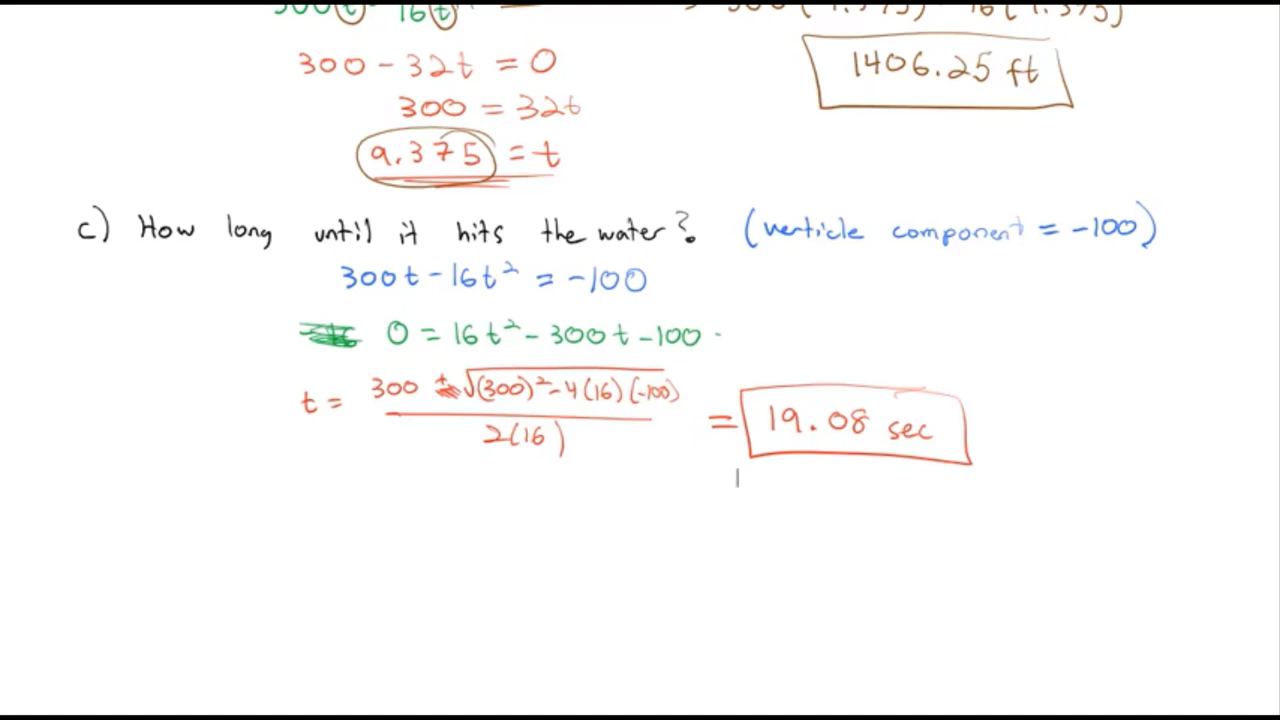 300t 16t
300 - 32t = 0
1406.25 ft
300 = 32t
9.375 = t
c) How long until it hits the water? (verticle component = -100)
300t - 16t² = -100
0 = 16t² - 300t - 100
t = 300 ± √(300)² - 4(16)(-100)
2(16)
= 19.08 sec